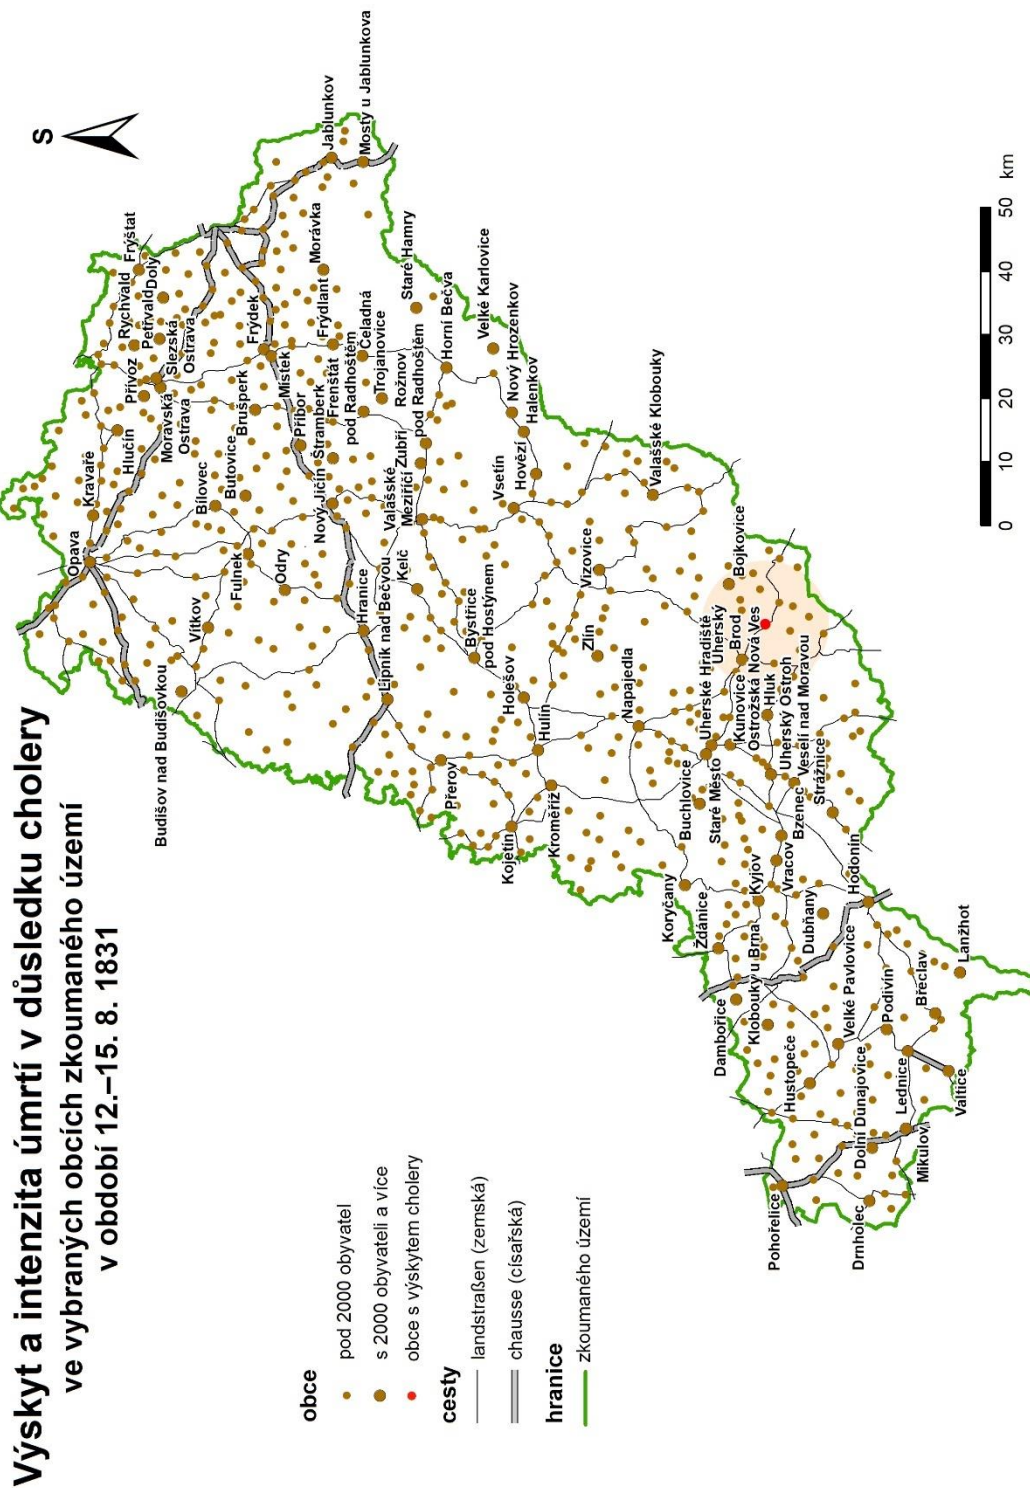 Výskyt a intenzita úmrtí v důsledku cholery
ve vybraných obcích zkoumaného území
v období 12.–15. 8. 1831
S
obce
pod 2000 obyvatel
s 2000 obyvateli a více
obce s výskytem cholery
cesty
landstraßen (zemská)
chausse (císařská)
hranice
zkoumaného území
Opava
Kravaře
Hlučín
Přívoz
Rychvald
Petřvald
Doly
Fryštat
Slezská
Ostrava
Moravská
Ostrava
Budišov nad Budišovkou
Vítkov
Bílovec
Butovice
Brušperk
Fulnek
Odry
Frýdek
Místek
Příbor
Štramberk
Nový Jičín
Frenštát
pod Radhoštěm
Frýdlant
Morávka
Jablunkov
Mosty u Jablunkova
Čeladná
Trojanovice
Staré Hamry
Hranice
Lipník nad Bečvou
Kelč
Valašské
Meziříčí
Zubří
Rožnov
pod Radhoštěm
Horní Bečva
Velké Karlovice
Nový Hrozenkov
Halenkov
Hovězí
Vsetín
Bystřice
pod Hostýnem
Přerov
Holešov
Hulín
Kojetín
Kroměříž
Zlín
Vizovice
Valašské Klobouky
Napajedla
Buchlovice
Staré Město
Uherské Hradiště
Kunovice
Uherský
Brod
Ostrožská Nová Ves
Hluk
Uherský Ostroh
Veselí nad Moravou
Strážnice
Bojkovice
Koryčany
Ždánice
Kyjov
Vracov
Bzenec
Dubňany
Hodonín
Dambořice
Klobouky u Brna
Hustopeče
Velké Pavlovice
Podivín
Břeclav
Lanžhot
Pohořelice
Drnholec
Dolní Dunajovice
Mikulov
Lednice
Valtice
0 10 20 30 40 50 km